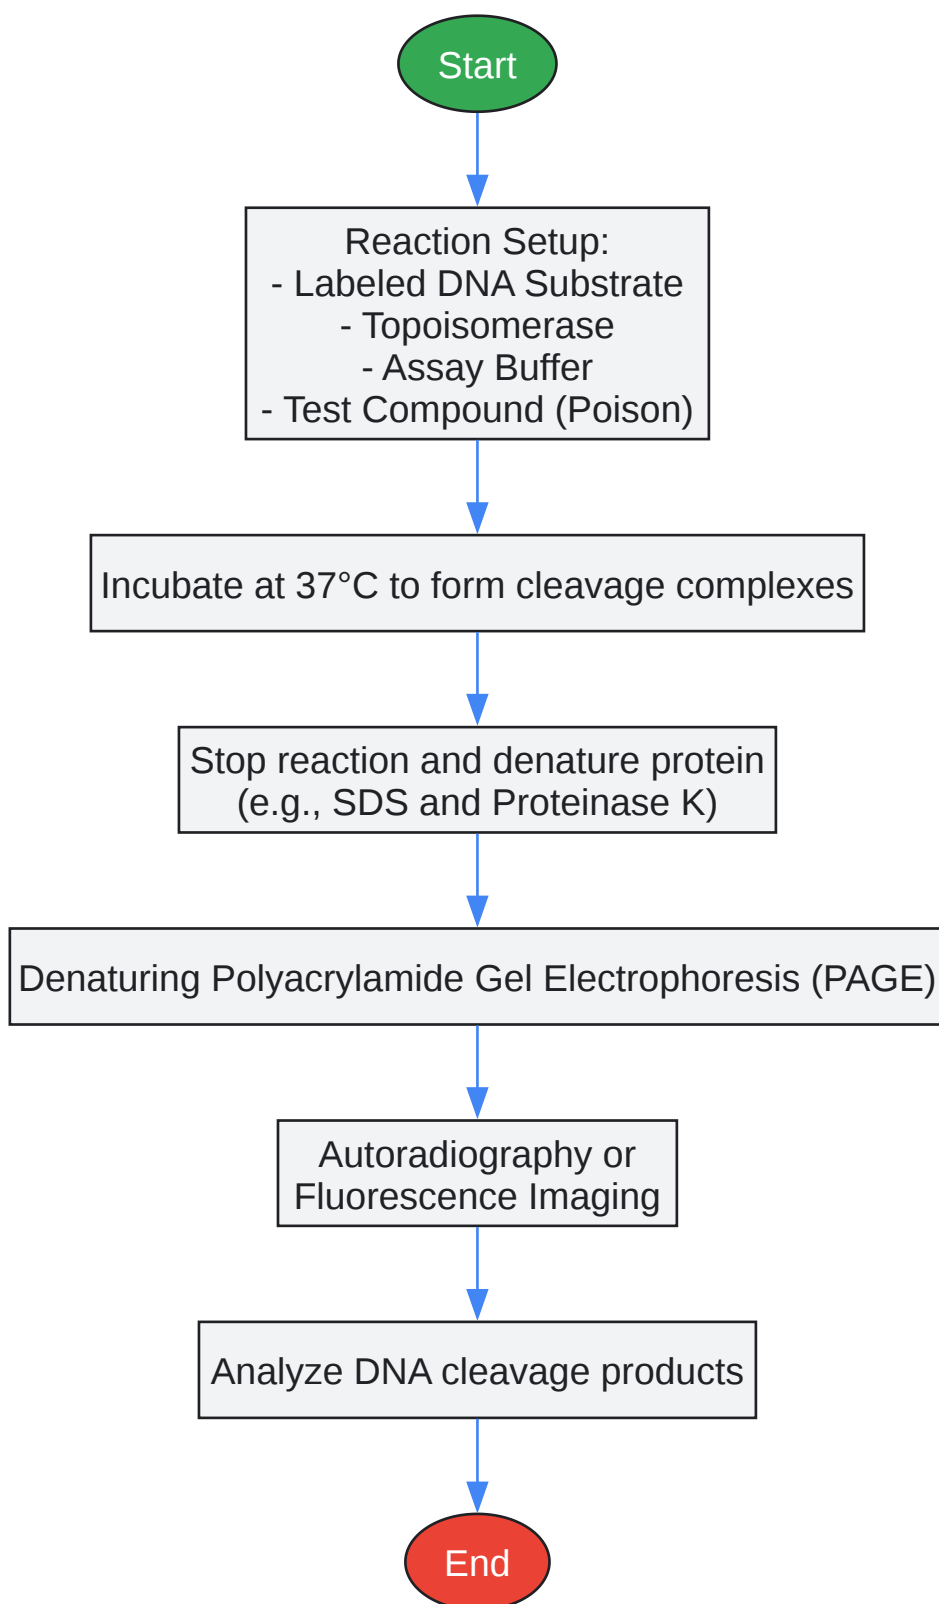 Start
Reaction Setup:
- Labeled DNA Substrate
- Topoisomerase
- Assay Buffer
- Test Compound (Poison)
Incubate at 37°C to form cleavage complexes
Stop reaction and denature protein
(e.g., SDS and Proteinase K)
Denaturing Polyacrylamide Gel Electrophoresis (PAGE)
Autoradiography or
Fluorescence Imaging
Analyze DNA cleavage products
End